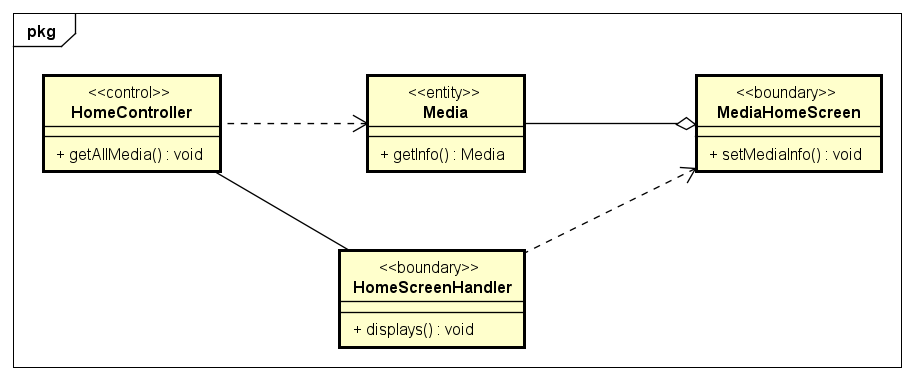 pkg
<<control>>
HomeController
+ getAllMedia() : void
<<entity>>
Media
+ getInfo() : Media
<<boundary>>
MediaHomeScreen
+ setMediaInfo() : void
<<boundary>>
HomeScreenHandler
+ displays() : void